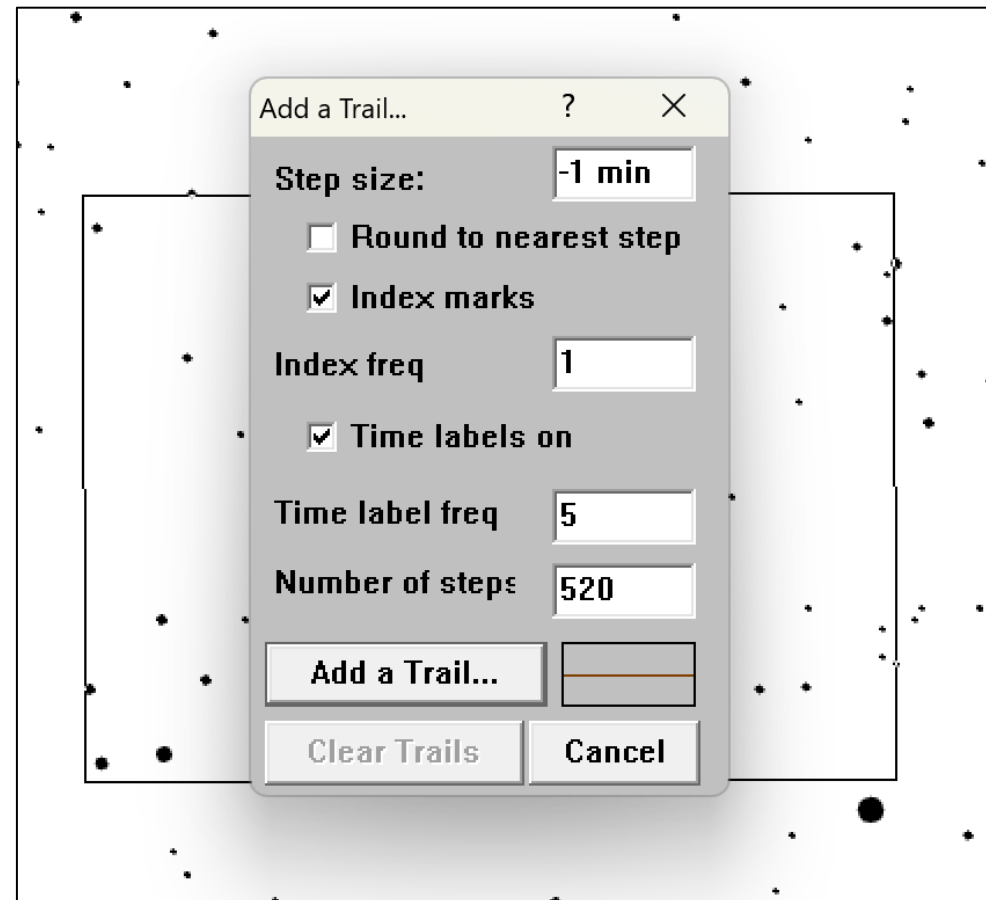 Add a Trail... ?
Step size: -1 min
Round to nearest step
Index marks
Index freq 1
Time labels on
Time label freq 5
Number of steps 520
Add a Trail...
Clear Trails Cancel